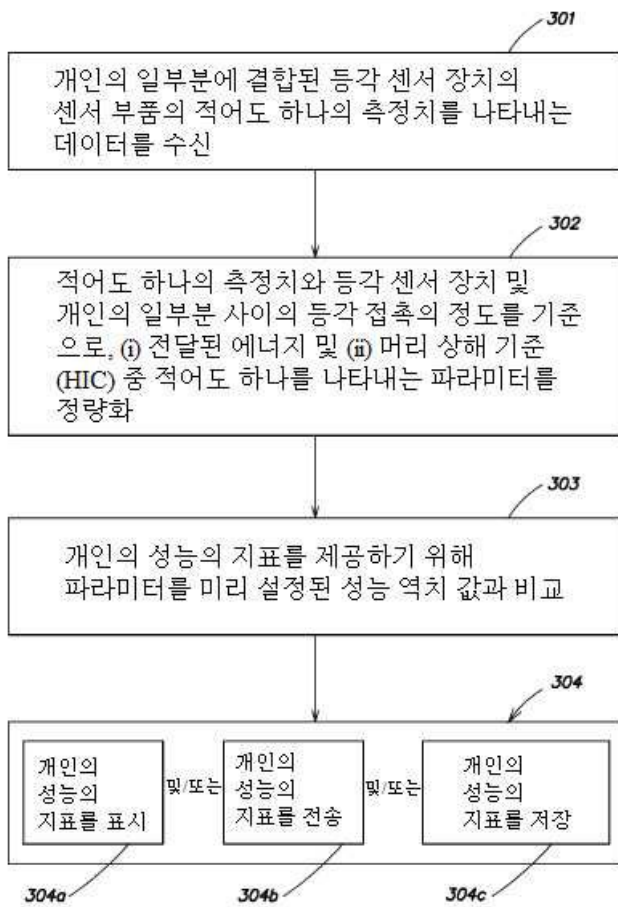 301
개인의 일부분에 결합된 등각 센서 장치의
센서 부품의 적어도 하나의 측정치를 나타내는
데이터를 수신
302
적어도 하나의 측정치와 등각 센서 장치 및
개인의 일부분 사이의 등각 접촉의 정도를 기준
으로, (i) 전달된 에너지 및 (ii) 머리 상해 기준
(HIC) 중 적어도 하나를 나타내는 파라미터를
정량화
303
개인의 성능의 지표를 제공하기 위해
파라미터를 미리 설정된 성능 역치 값과 비교
304
개인의
성능의
지표를 표시
및/또는
개인의
성능의
지표를 전송
및/또는
개인의
성능의
지표를 저장
304a
304b
304c